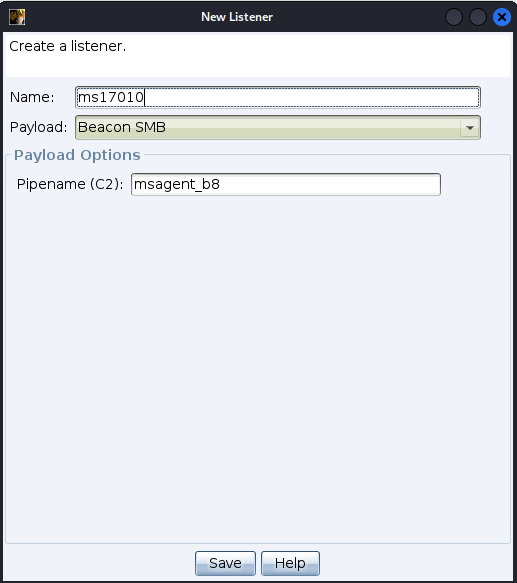 New Listener
Create a listener.
Name: ms17010
Payload: Beacon SMB
Payload Options
Pipename (C2): msagent_b8
Save Help